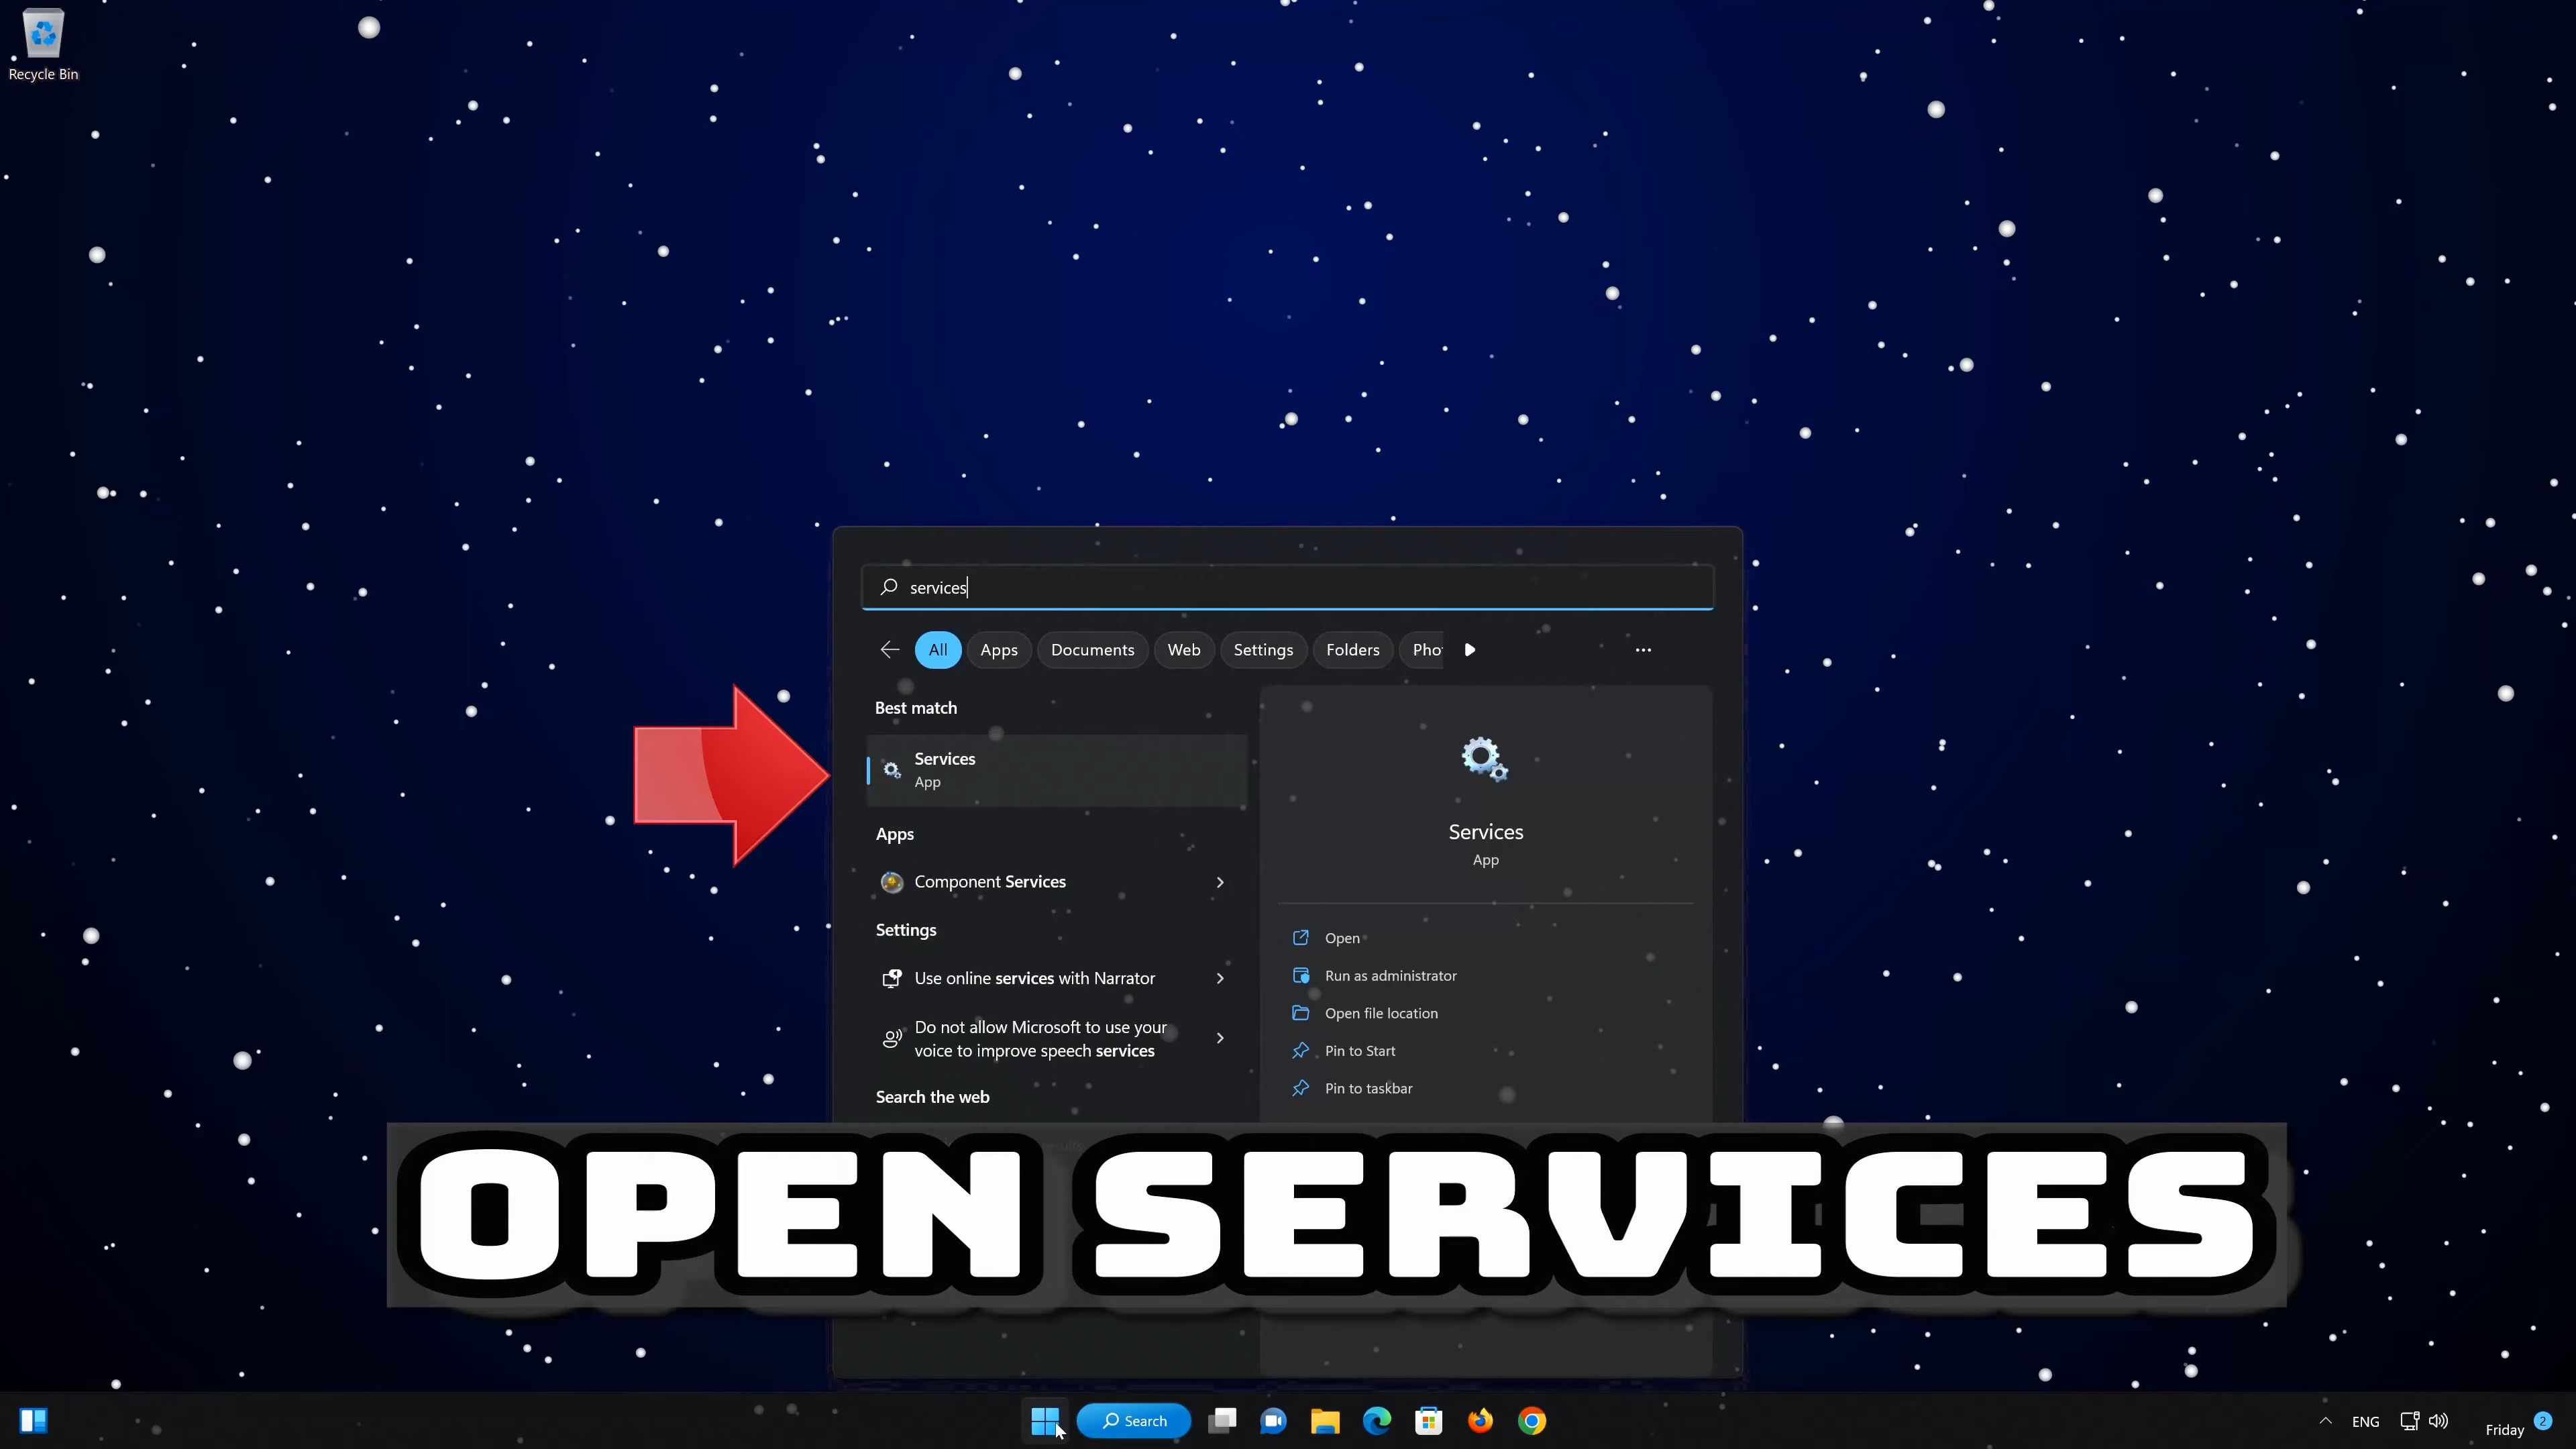 Recycle Bin
services
All Apps Documents Web Settings Folders Pho
Best match
Services
App
Apps
Component Services
Settings
Use online services with Narrator
Do not allow Microsoft to use your
voice to improve speech services
Search the web
Services
App
Open
Run as administrator
Open file location
Pin to Start
Pin to taskbar
OPEN SERVICES
Search
ENG
Friday
2